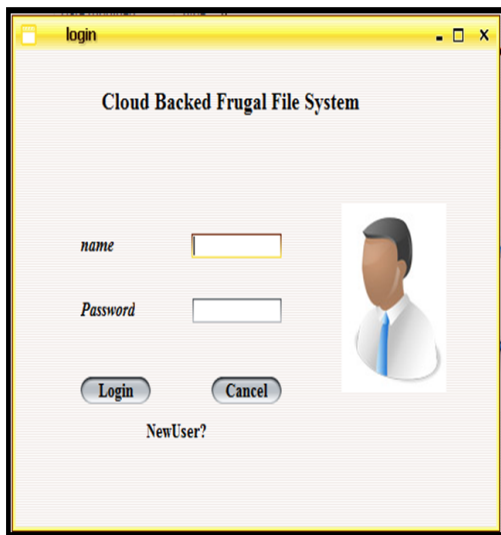 login
Cloud Backed Frugal File System
name
Password
Login Cancel
NewUser?